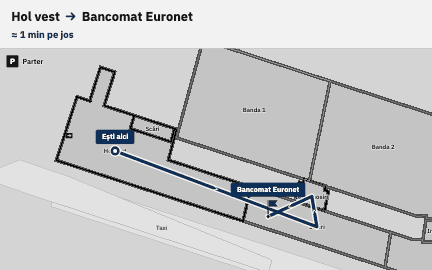 Hol vest → Bancomat Euronet
≈ 1 min pe jos
P Parter
Banda 1
Scări
Banda 2
Ești aici
Bancomat Euronet
Taxi